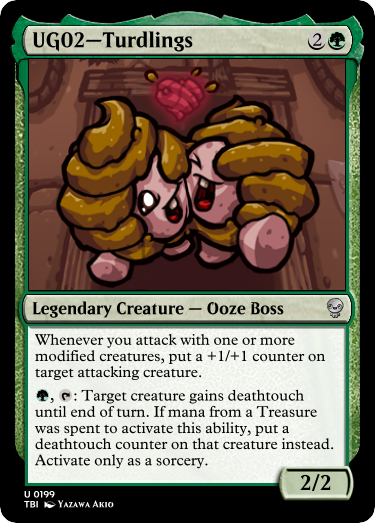 UG02—Turdlings 2
Legendary Creature — Ooze Boss
Whenever you attack with one or more
modified creatures, put a +1/+1 counter on
target attacking creature.
, : Target creature gains deathtouch
until end of turn. If mana from a Treasure
was spent to activate this ability, put a
deathtouch counter on that creature instead.
Activate only as a sorcery.
2/2
U 0199
TBI Yazawa Akio